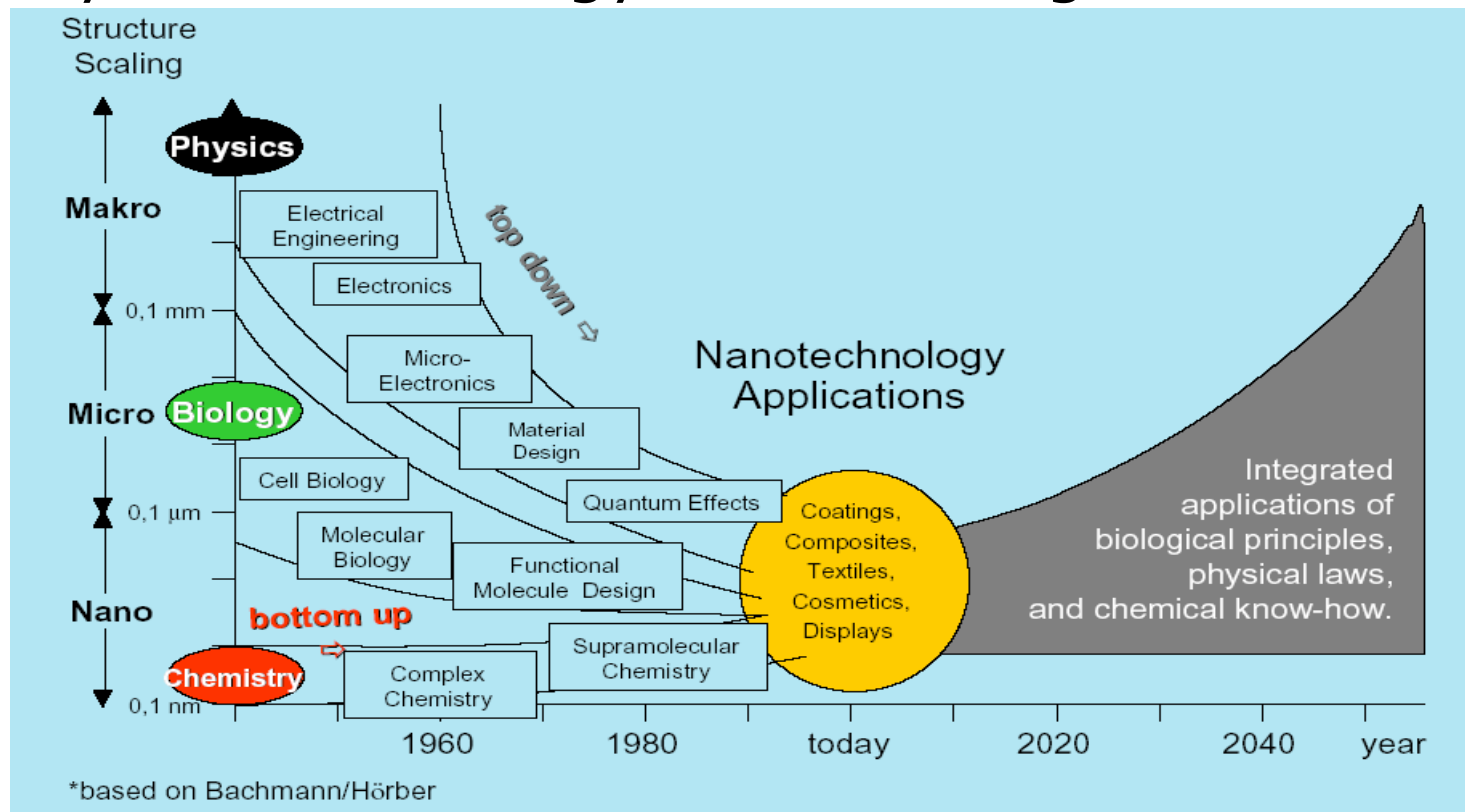 Structure
Scaling
Physics
Makro
Electrical
Engineering
top down
Electronics
0,1 mm
Micro-
Electronics
Nanotechnology
Applications
Micro
Biology
Material
Design
Cell Biology
Quantum Effects
0,1 µm
Molecular
Biology
Functional
Molecule Design
Coatings,
Composites,
Textiles,
Cosmetics,
Displays
Integrated
applications of
biological principles,
physical laws,
and chemical know-how.
Nano
bottom up
Supramolecular
Chemistry
Chemistry
Complex
Chemistry
0,1 nm
1960
1980
today
2020
2040
year
*based on Bachmann/Hörber